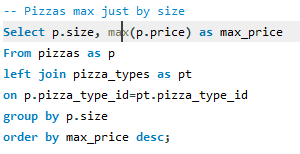 -- Pizzas max just by size
Select p.size, max(p.price) as max_price
From pizzas as p
left join pizza_types as pt
on p.pizza_type_id=pt.pizza_type_id
group by p.size
order by max_price desc;